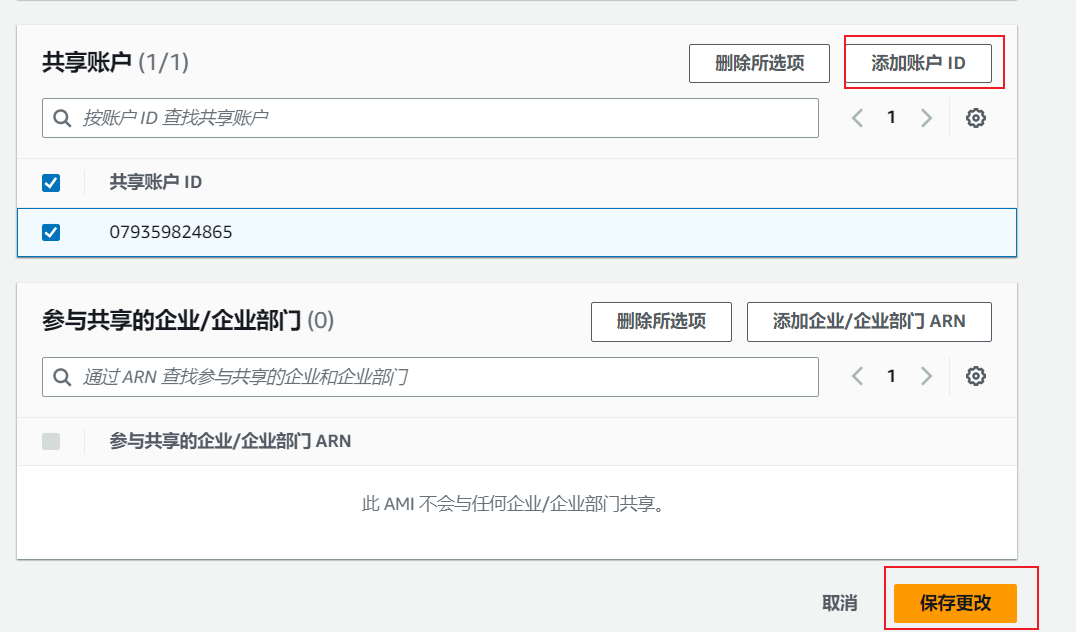 共享账户 (1/1)
删除所选项
添加账户 ID
按账户 ID 查找共享账户
1
共享账户 ID
079359824865
参与共享的企业/企业部门 (0)
删除所选项
添加企业/企业部门 ARN
通过 ARN 查找参与共享的企业和企业部门
1
参与共享的企业/企业部门 ARN
此 AMI 不会与任何企业/企业部门共享。
取消
保存更改